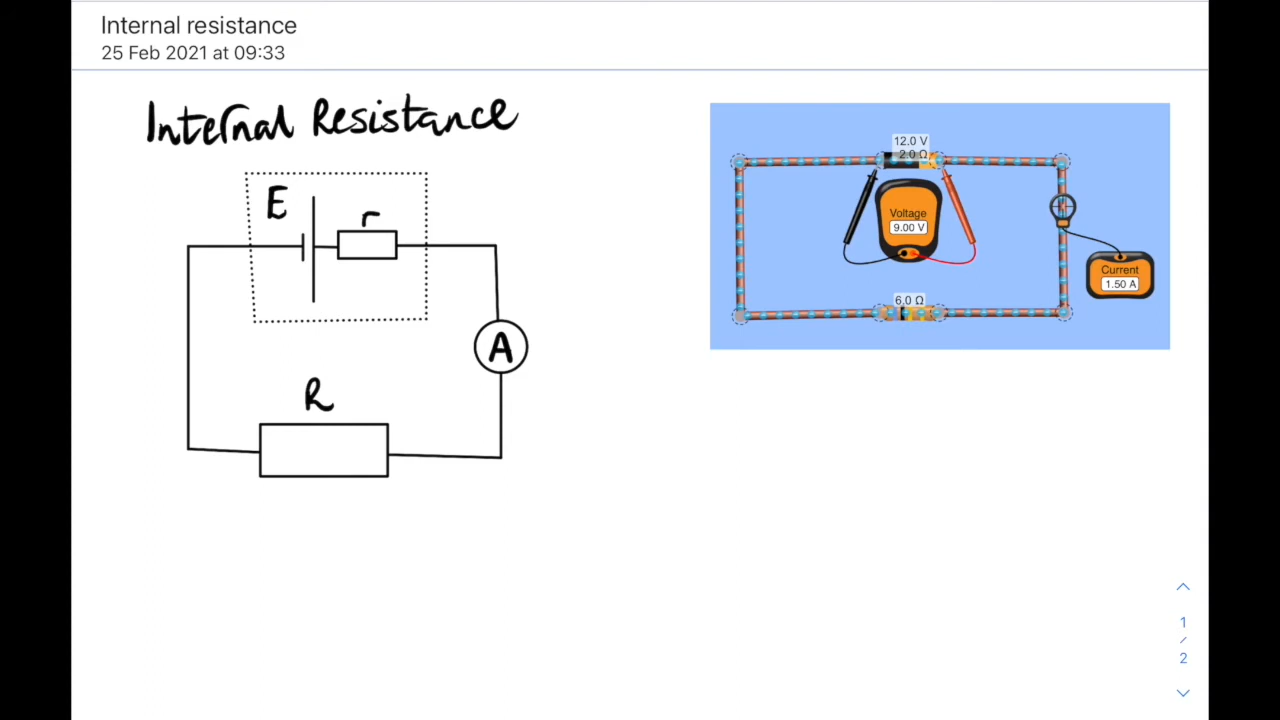 Internal resistance
25 Feb 2021 at 09:33
Internal Resistance
E
r
A
R
12.0 V
2.0 Ω
Voltage
9.00 V
Current
1.50 A
6.0 Ω
1
/
2